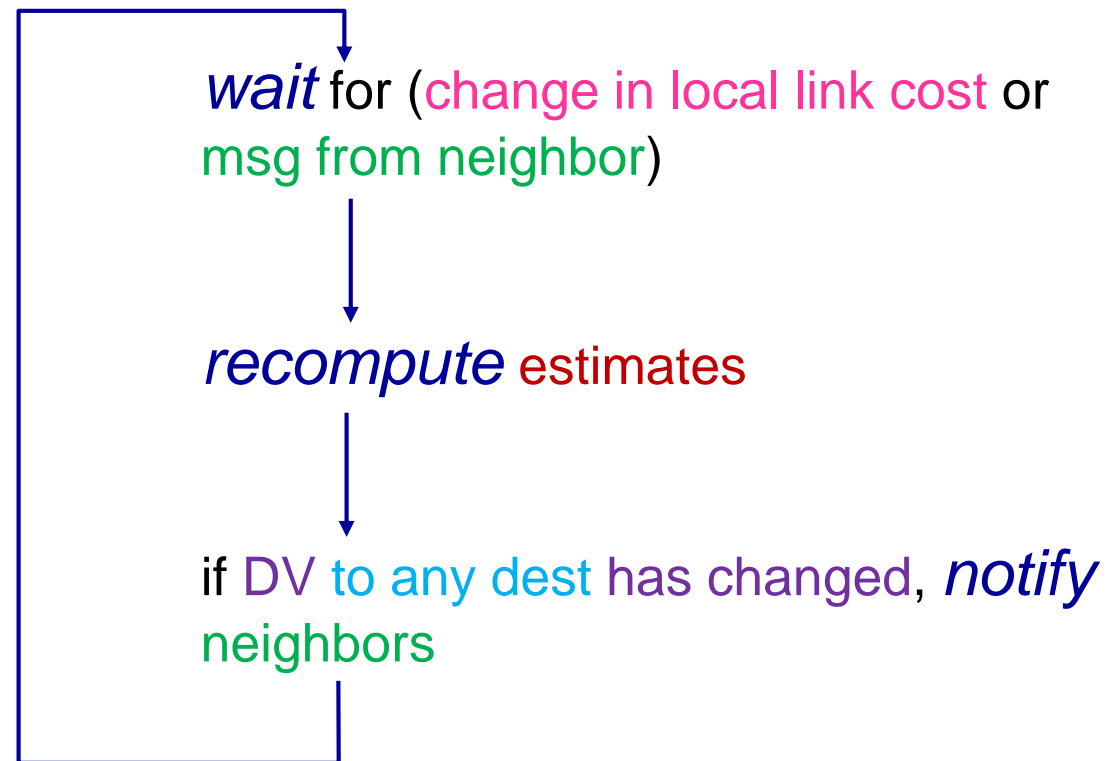 wait for (change in local link cost or
msg from neighbor)
recompute estimates
if DV to any dest has changed, notify
neighbors